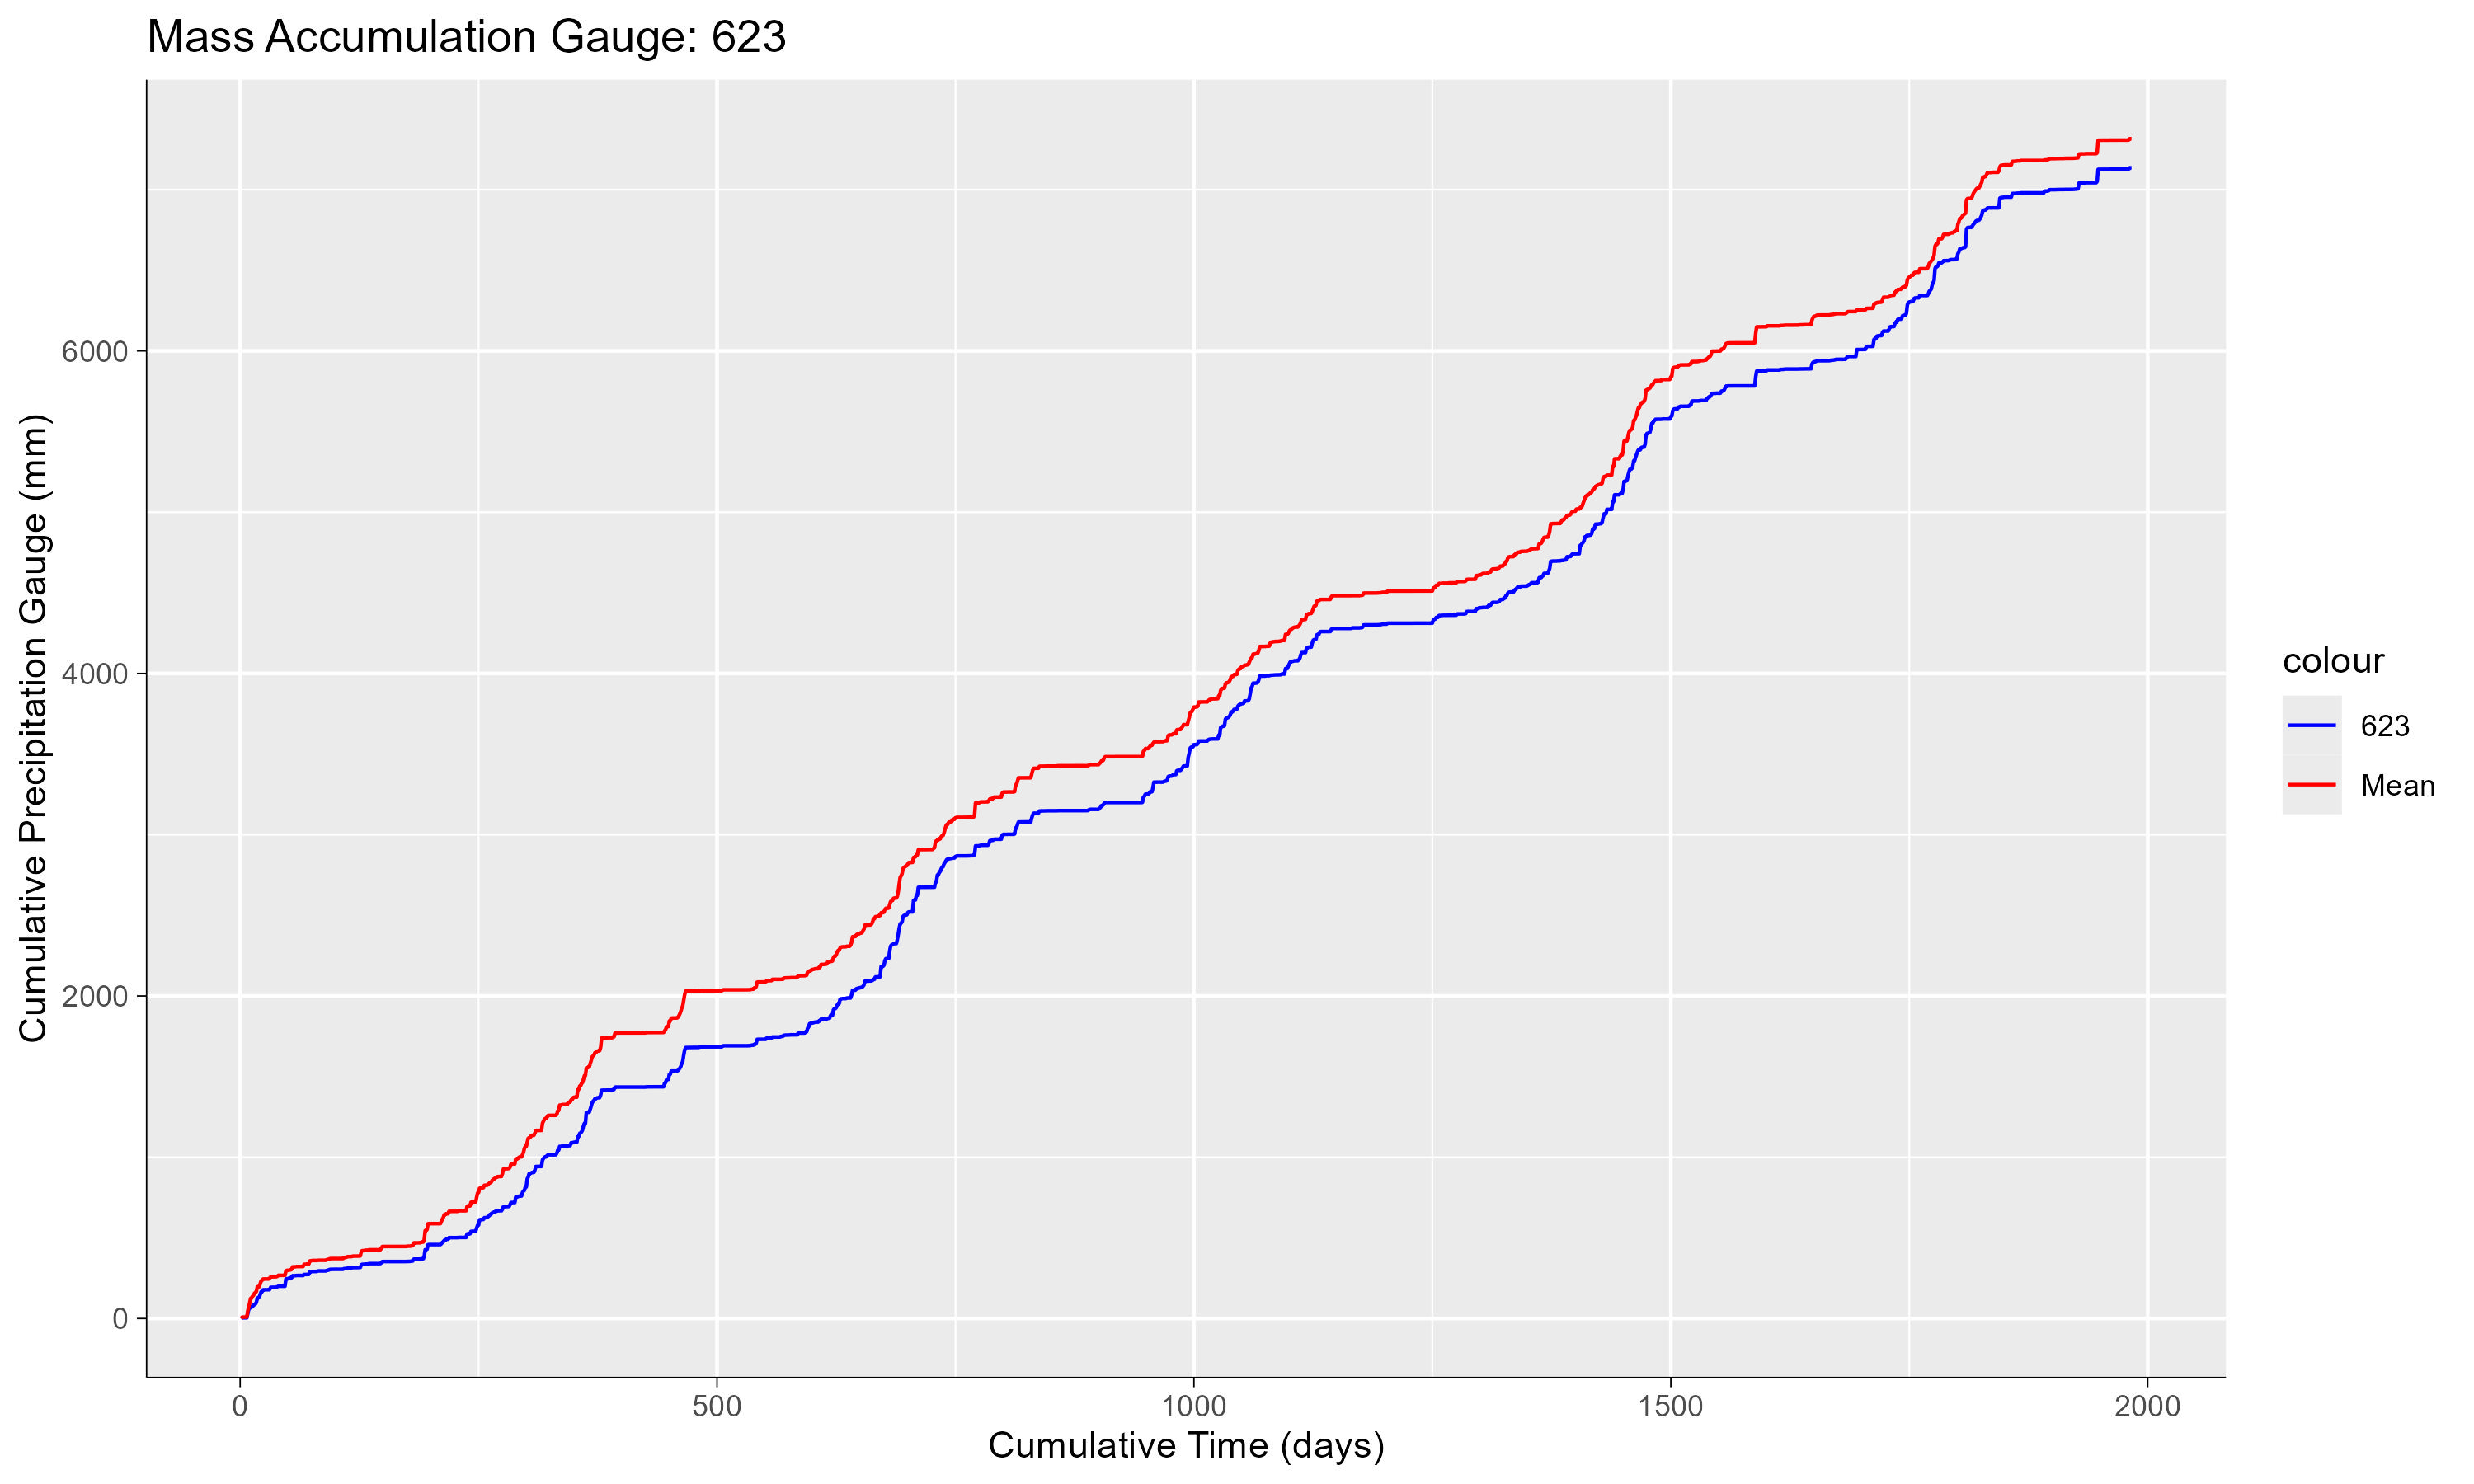 Mass Accumulation Gauge: 623
Cumulative Precipitation Gauge (mm)
6000
4000
2000
0
0 500 1000 1500 2000
Cumulative Time (days)
colour
623
Mean